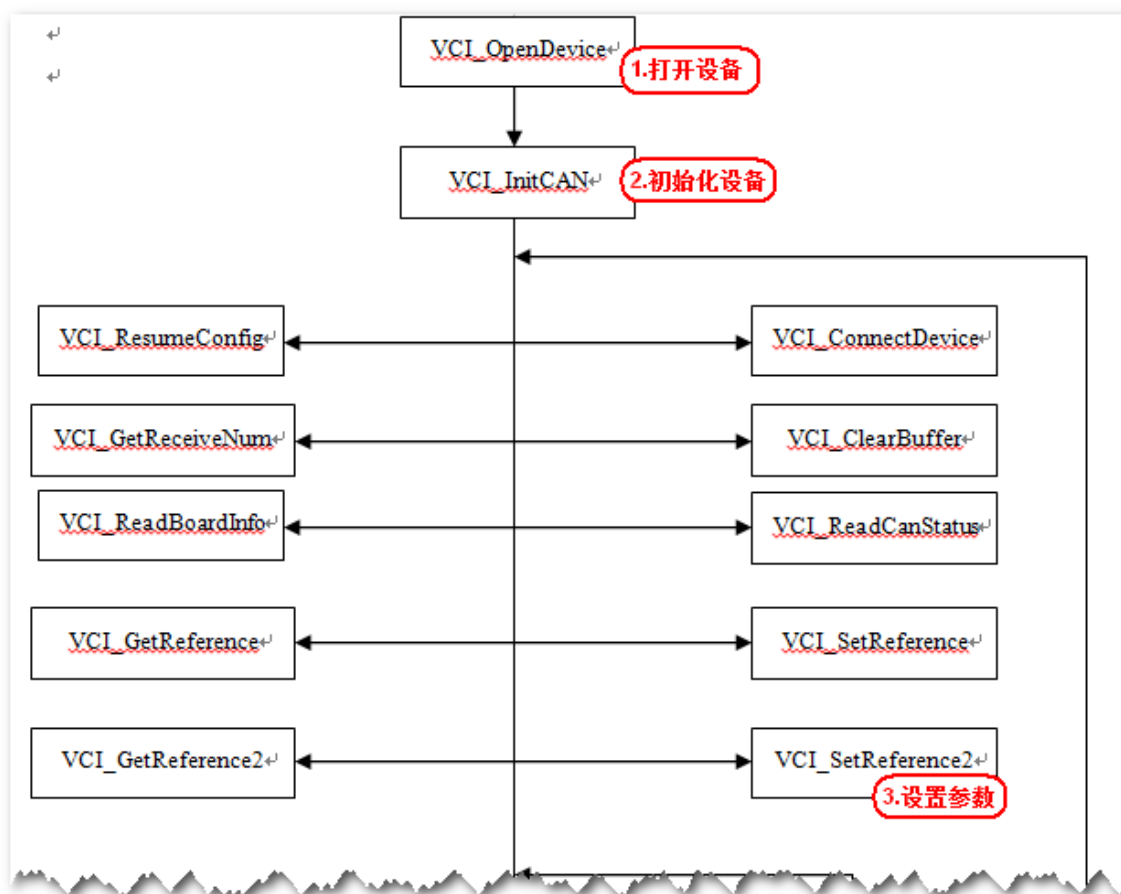 VCI_OpenDevice
1.打开设备
VCI_InitCAN
2.初始化设备
VCI_ResumeConfig
VCI_ConnectDevice
VCI_GetReceiveNum
VCI_ClearBuffer
VCI_ReadBoardInfo
VCI_ReadCanStatus
VCI_GetReference
VCI_SetReference
VCI_GetReference2
VCI_SetReference2
3.设置参数